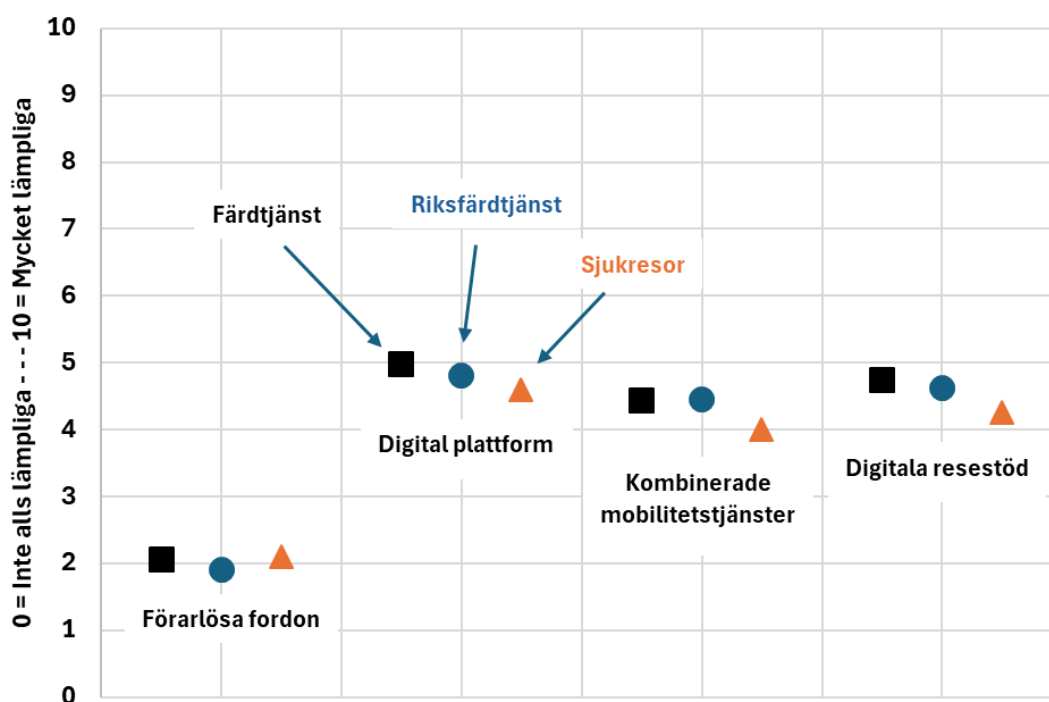 0 = Inte alls lämpliga - - - 10 = Mycket lämpliga
10
9
8
7
6
5
4
3
2
1
0
Färdtjänst
Riksfärdtjänst
Sjukresor
Digital plattform
Kombinerade
mobilitetstjänster
Digitala resestöd
Förarlösa fordon